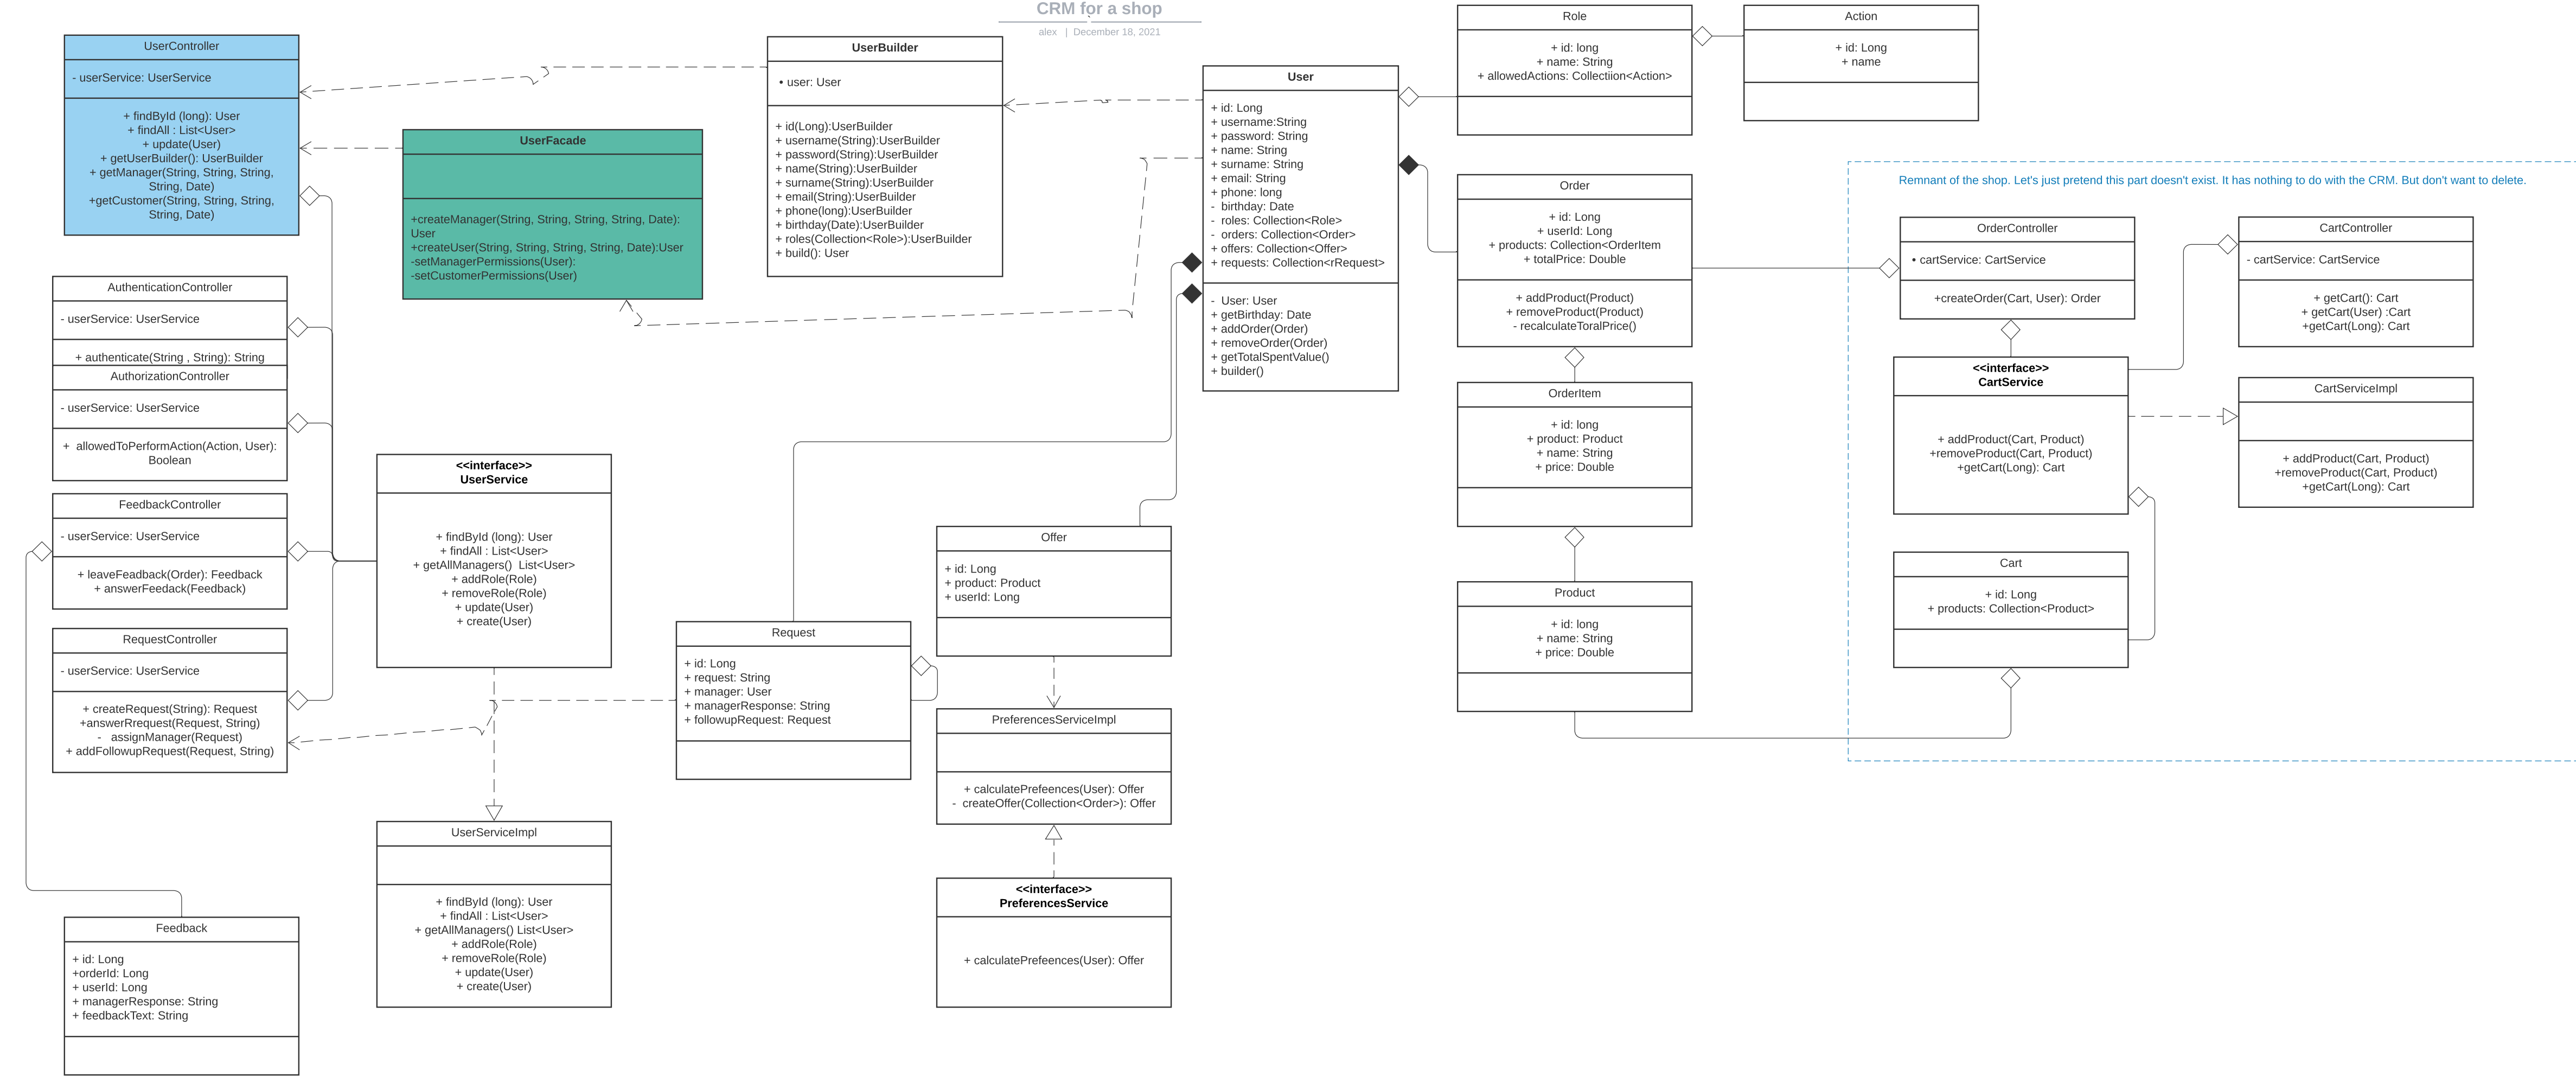 CRM for a shop
alex | December 18, 2021
UserController
- userService: UserService
+ findById (long): User
+ findAll : List<User>
+ update(User)
+ getUserBuilder(): UserBuilder
+ getManager(String, String, String,
String, Date)
+getCustomer(String, String, String,
String, Date)
UserFacade
+createManager(String, String, String, String, Date):
User
+createUser(String, String, String, String, Date):User
-setManagerPermissions(User):
-setCustomerPermissions(User)
UserBuilder
• user: User
+ id(Long):UserBuilder
+ username(String):UserBuilder
+ password(String):UserBuilder
+ name(String):UserBuilder
+ surname(String):UserBuilder
+ email(String):UserBuilder
+ phone(long):UserBuilder
+ birthday(Date):UserBuilder
+ roles(Collection<Role>):UserBuilder
+ build(): User
User
+ id: Long
+ username:String
+ password: String
+ name: String
+ surname: String
+ email: String
+ phone: long
- birthday: Date
- roles: Collection<Role>
- orders: Collection<Order>
+ offers: Collection<Offer>
+ requests: Collection<rRequest>
- User: User
+ getBirthday: Date
+ addOrder(Order)
+ removeOrder(Order)
+ getTotalSpentValue()
+ builder()
Role
+ id: long
+ name: String
+ allowedActions: Collectiion<Action>
Action
+ id: Long
+ name
Order
+ id: Long
+ userId: Long
+ products: Collection<OrderItem
+ totalPrice: Double
+ addProduct(Product)
+ removeProduct(Product)
- recalculateToralPrice()
OrderItem
+ id: long
+ product: Product
+ name: String
+ price: Double
Product
+ id: long
+ name: String
+ price: Double
Remnant of the shop. Let's just pretend this part doesn't exist. It has nothing to do with the CRM. But don't want to delete.
OrderController
• cartService: CartService
+createOrder(Cart, User): Order
CartController
- cartService: CartService
+ getCart(): Cart
+ getCart(User) :Cart
+getCart(Long): Cart
<<interface>>
CartService
+ addProduct(Cart, Product)
+removeProduct(Cart, Product)
+getCart(Long): Cart
CartServiceImpl
+ addProduct(Cart, Product)
+removeProduct(Cart, Product)
+getCart(Long): Cart
Cart
+ id: Long
+ products: Collection<Product>
AuthenticationController
- userService: UserService
+ authenticate(String , String): String
AuthorizationController
- userService: UserService
+ allowedToPerformAction(Action, User):
Boolean
FeedbackController
- userService: UserService
+ leaveFeadback(Order): Feedback
+ answerFeedack(Feedback)
RequestController
- userService: UserService
+ createRequest(String): Request
+answerRrequest(Request, String)
- assignManager(Request)
+ addFollowupRequest(Request, String)
<<interface>>
UserService
+ findById (long): User
+ findAll : List<User>
+ getAllManagers() List<User>
+ addRole(Role)
+ removeRole(Role)
+ update(User)
+ create(User)
Request
+ id: Long
+ request: String
+ manager: User
+ managerResponse: String
+ followupRequest: Request
Offer
+ id: Long
+ product: Product
+ userId: Long
PreferencesServiceImpl
+ calculatePrefeences(User): Offer
- createOffer(Collection<Order>): Offer
<<interface>>
PreferencesService
+ calculatePrefeences(User): Offer
UserServiceImpl
+ findById (long): User
+ findAll : List<User>
+ getAllManagers() List<User>
+ addRole(Role)
+ removeRole(Role)
+ update(User)
+ create(User)
Feedback
+ id: Long
+orderId: Long
+ userId: Long
+ managerResponse: String
+ feedbackText: String